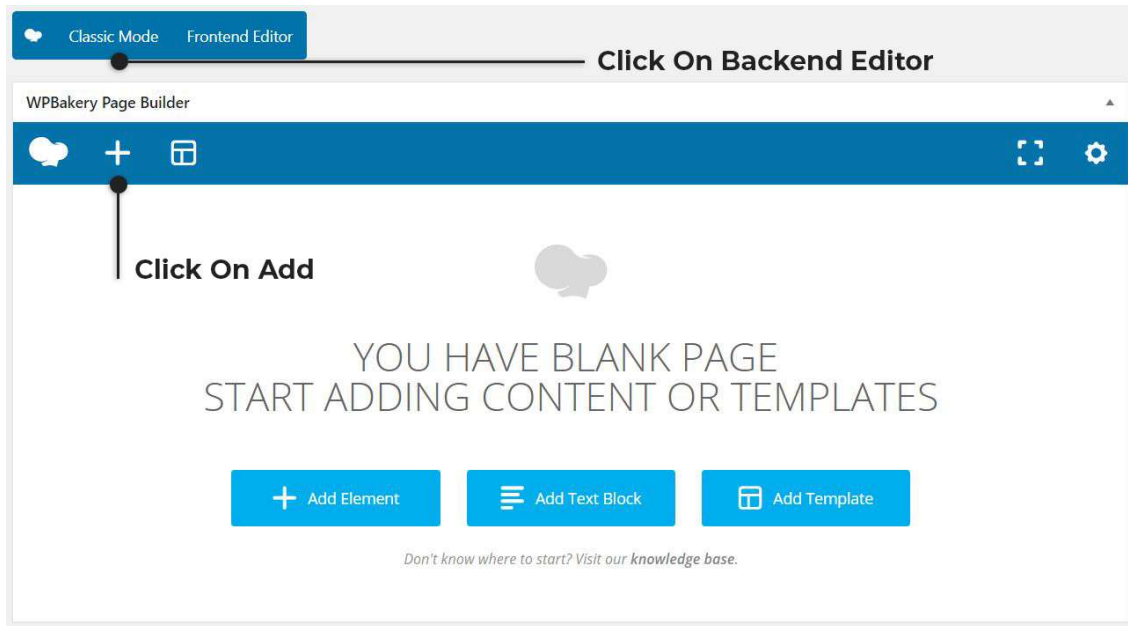 Classic Mode Frontend Editor
Click On Backend Editor
WPBakery Page Builder
Click On Add
YOU HAVE BLANK PAGE
START ADDING CONTENT OR TEMPLATES
Add Element Add Text Block Add Template
Don't know where to start? Visit our knowledge base.